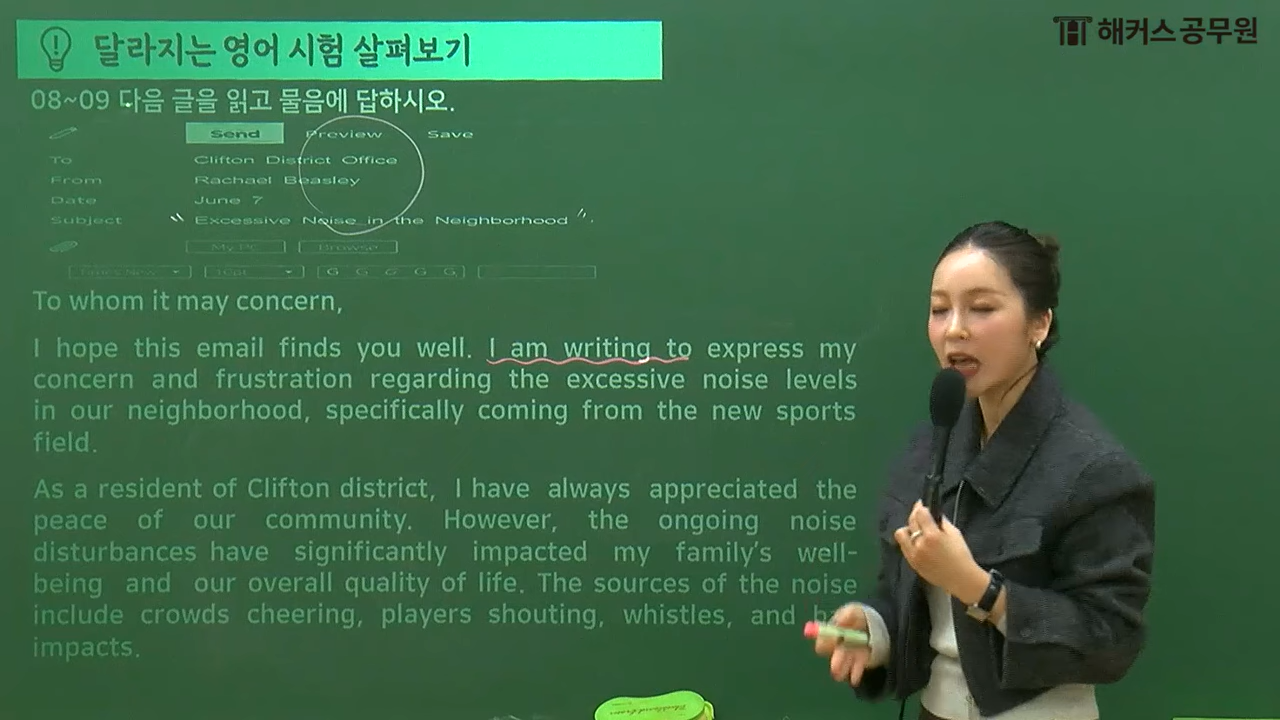 해커스공무원
달라지는 영어 시험 살펴보기
08~09 다음 글을 읽고 물음에 답하시오.
Send Preview Save
To Clifton District Office
From Rachael Beasley
Date June 7
Subject " Excessive Noise in the Neighborhood "
My PC Browse
Times New 10pt G G G G G
To whom it may concern,
I hope this email finds you well. I am writing to express my
concern and frustration regarding the excessive noise levels
in our neighborhood, specifically coming from the new sports
field.
As a resident of Clifton district, I have always appreciated the
peace of our community. However, the ongoing noise
disturbances have significantly impacted my family's well-
being and our overall quality of life. The sources of the noise
include crowds cheering, players shouting, whistles, and
impacts.